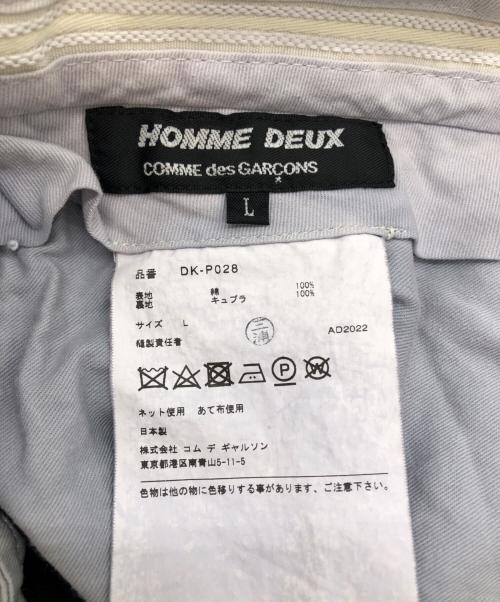 HOMME DEUX
COMME des GARÇONS
L
品番 DK-P028
表地 綿 100%
裏地 キュプラ 100%
サイズ L
三浦
AD2022
縫製責任者
P
W
ネット使用 あて布使用
日本製
株式会社 コム デ ギャルソン
東京都港区南青山5-11-5
色物は他の物に色移りする事があります、ご注意下さい。